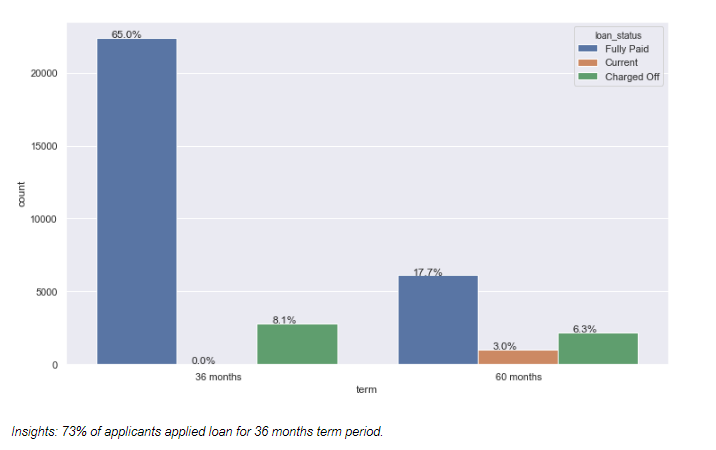 65.0%
loan_status
Fully Paid
Current
Charged Off
20000
15000
count
10000
17.7%
5000
8.1%
6.3%
3.0%
0.0%
0
36 months
60 months
term
Insights: 73% of applicants applied loan for 36 months term period.